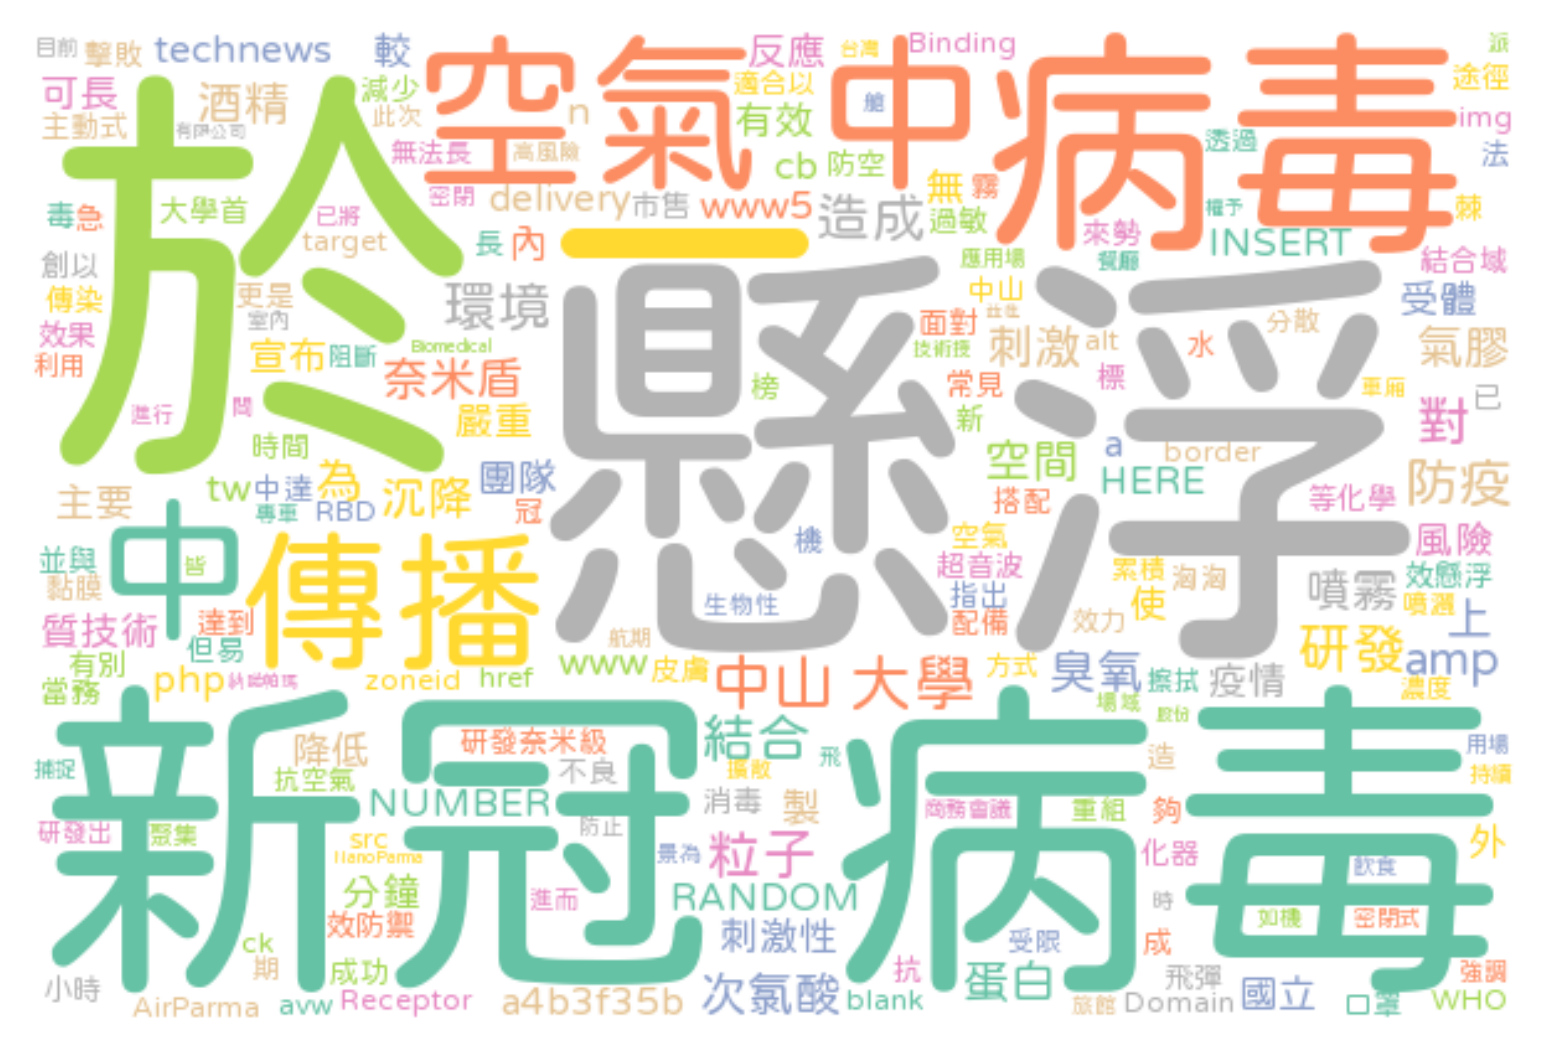 目前 擊敗 technews 較 空氣中 反應 台灣 Binding 病毒 派
可長 酒精 減少 適合以 艙 途徑
主動式 有限公司 此次 n 有效 img
於 無法長 高風險 cb 防空 透過 法
毒 急 大學首 已將 密閉 delivery 市售 www5 造成 無 霧 過敏 權予 棘
target 長 內 一 來勢 INSERT
創以 應用場 餐廳 結合域
傳染 更是 環境 懸浮 中山 受體
效果 室內 面對 分散
利用 宣布 阻斷 Biomedical 技術授 刺激 alt 水 氣膠
奈米盾 榜 常見 標 車廂 已
進行 間 嚴重 新 對
時間 空間 a border
主要 tw 中達 為 沉降 團隊 HERE 防疫
專車 RBD 冠 搭配 等化學
並與 中 皆 傳播 機 空氣 風險
黏膜 超音波 累積 洶洶 效懸浮
生物性 指出 使 噴霧 噴灑
質技術 達到 航期 配備 效力 上
但易 研發
有別 www 皮膚 中山 大學 方式 臭氧 amp
當務 php zoneid href 擦拭 疫情 濃度
新冠病毒 場域 股份
降低 研發奈米級 結合 飛 用場
捕捉 抗空氣 不良 擴散 造 持續
NUMBER 消毒 製 商務會議 重組 夠
研發出 聚集 src 防止 外
NanoParma 景為 粒子 化器 飲食
分鐘 進而 RANDOM 時
效防禦 如機 密閉式
ck 刺激性 受限 成
小時 期 成功 抗 蛋白 飛彈 強調
AirParma avw Receptor a4b3f35b 次氯酸 blank 旅館 Domain 國立 口罩 WHO